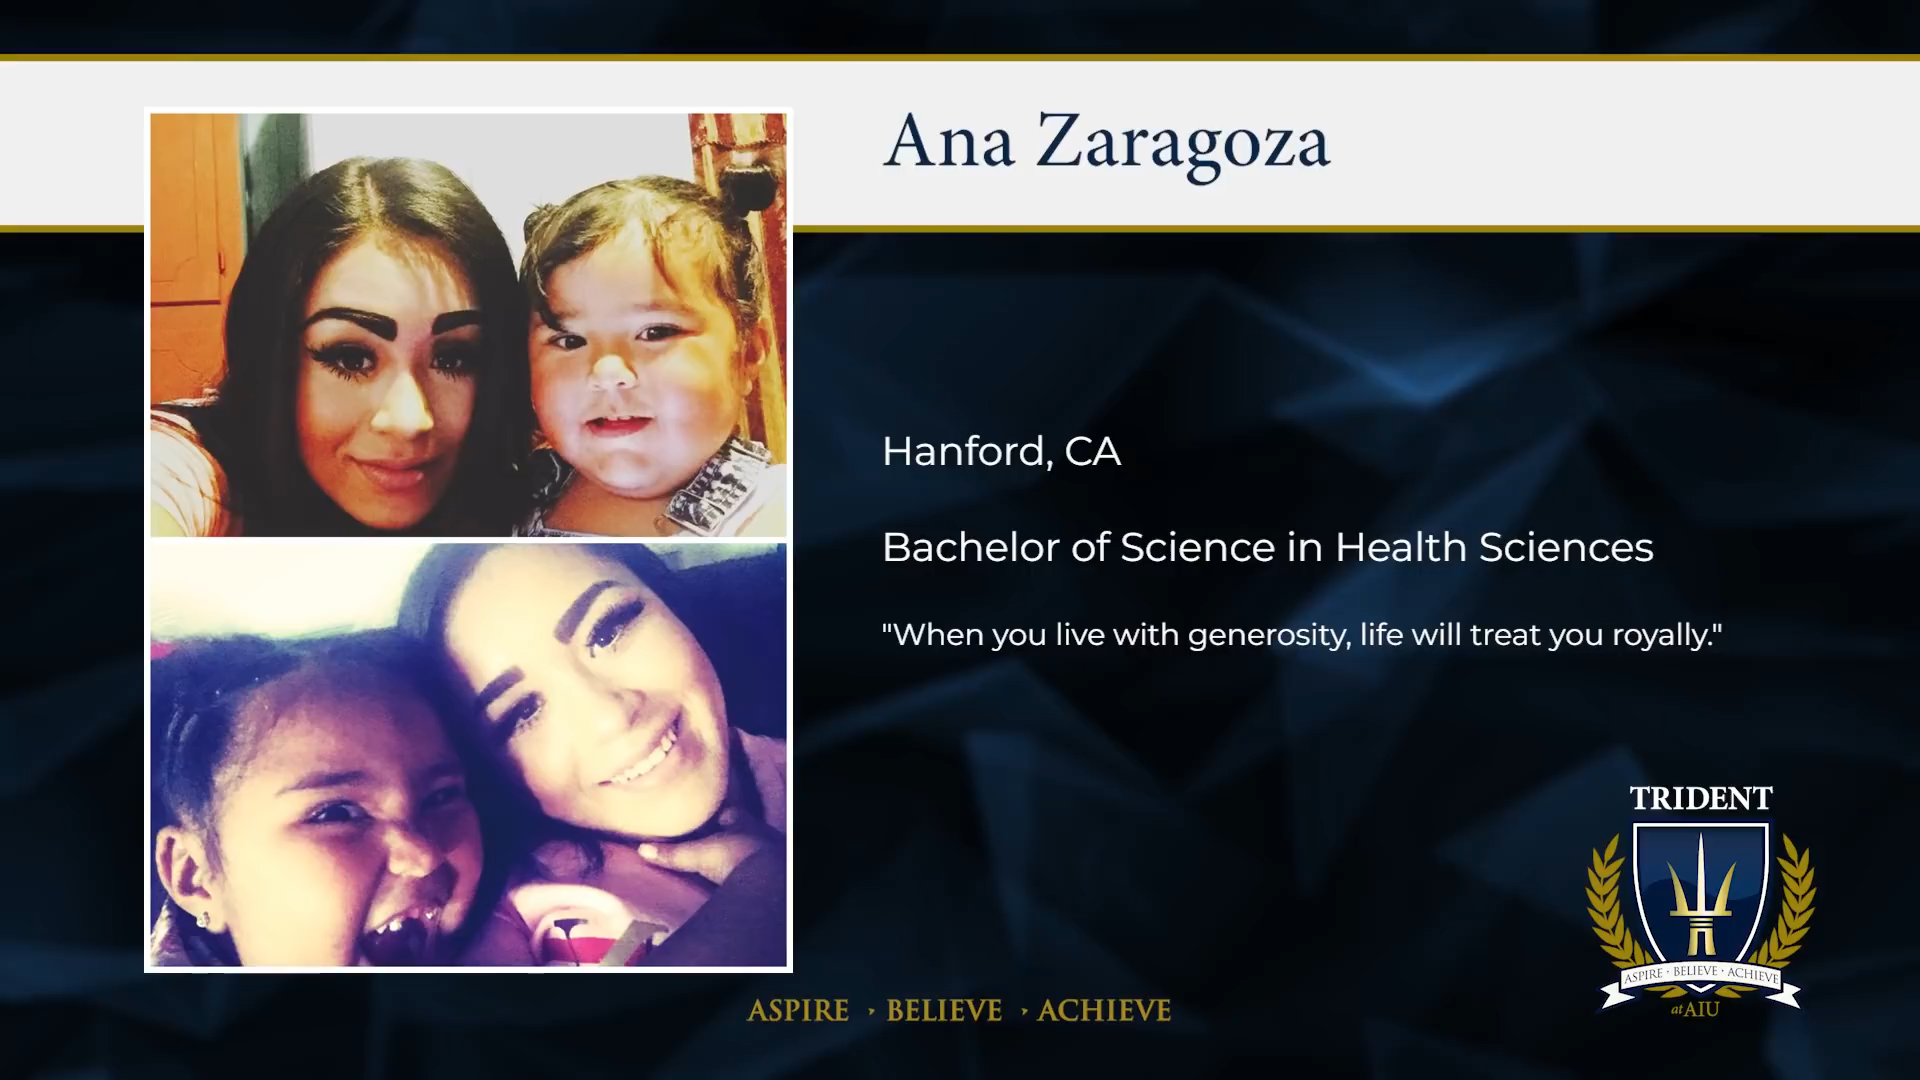 Ana Zaragoza
Hanford, CA
Bachelor of Science in Health Sciences
"When you live with generosity, life will treat you royally."
TRIDENT
ASPIRE · BELIEVE · ACHIEVE
at AIU
ASPIRE · BELIEVE · ACHIEVE